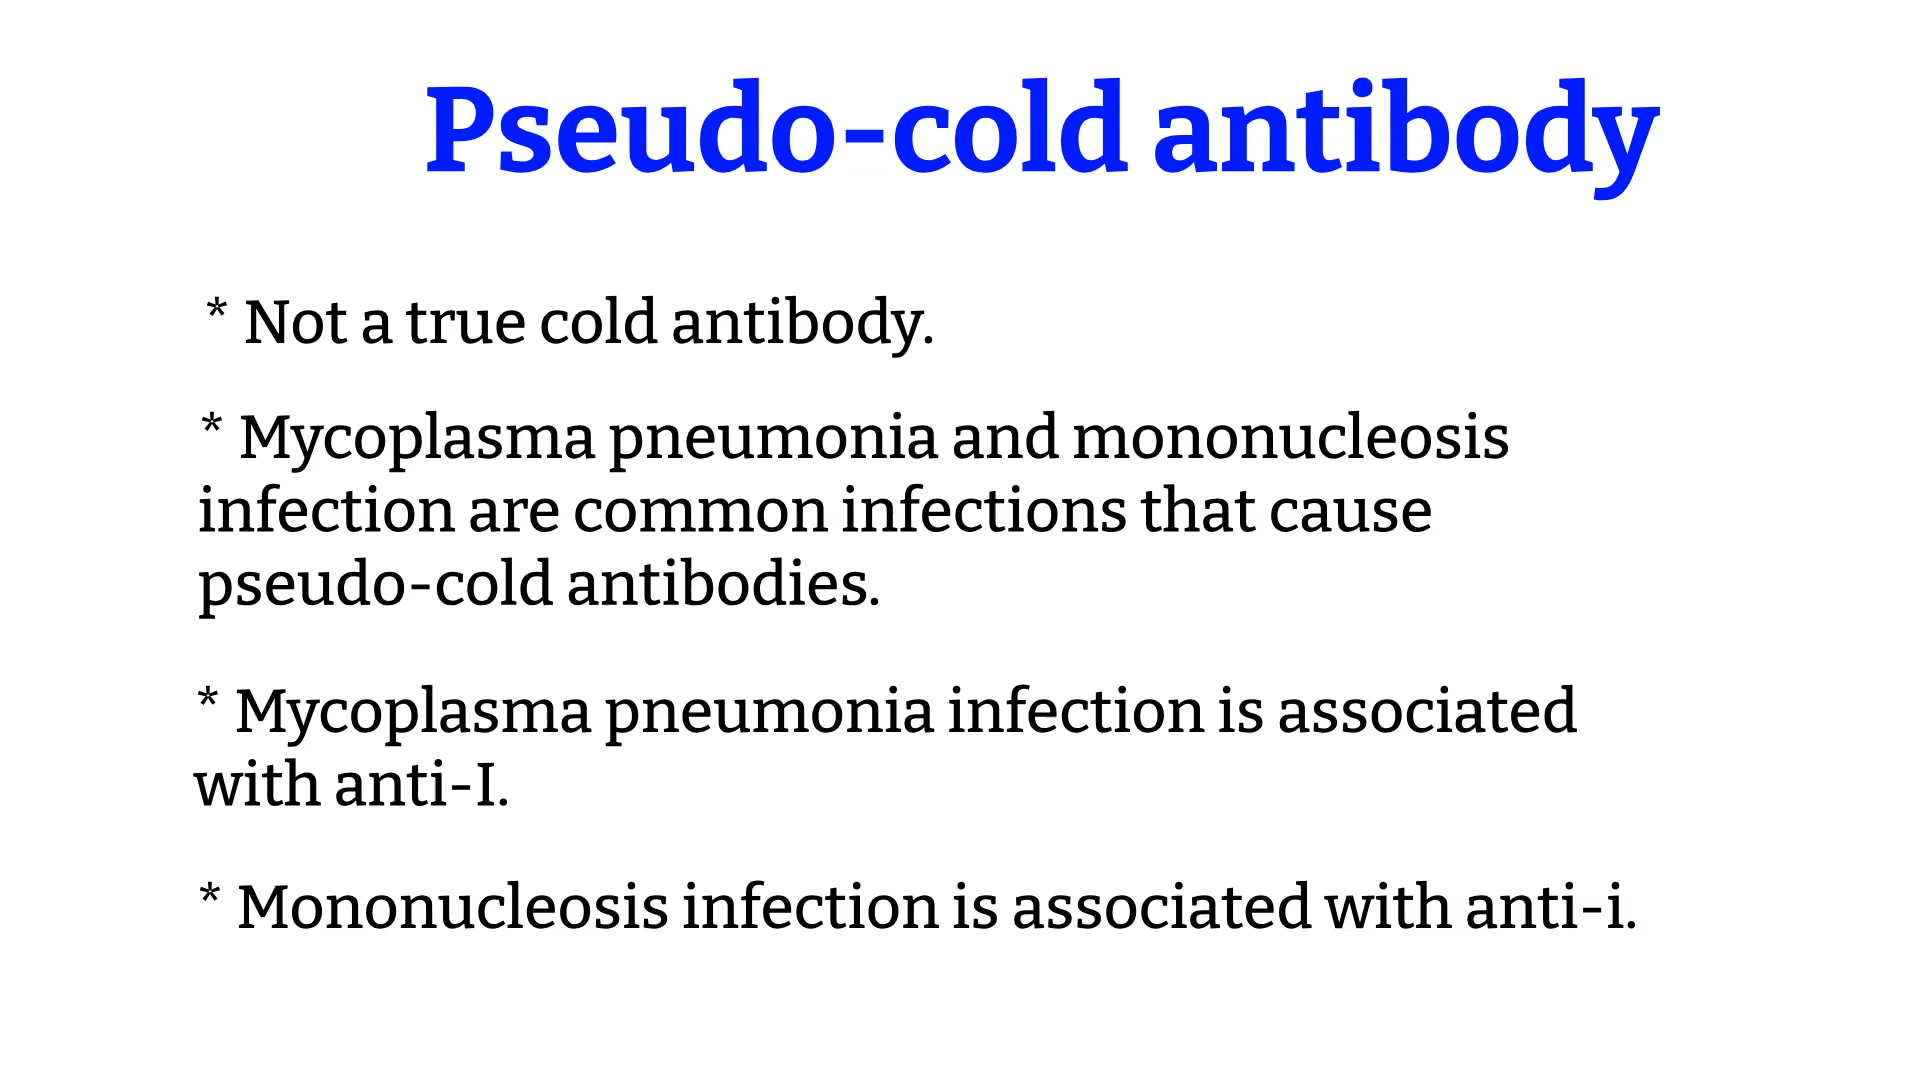 Pseudo-cold antibody
* Not a true cold antibody.
* Mycoplasma pneumonia and mononucleosis
infection are common infections that cause
pseudo-cold antibodies.
* Mycoplasma pneumonia infection is associated
with anti-I.
* Mononucleosis infection is associated with anti-i.